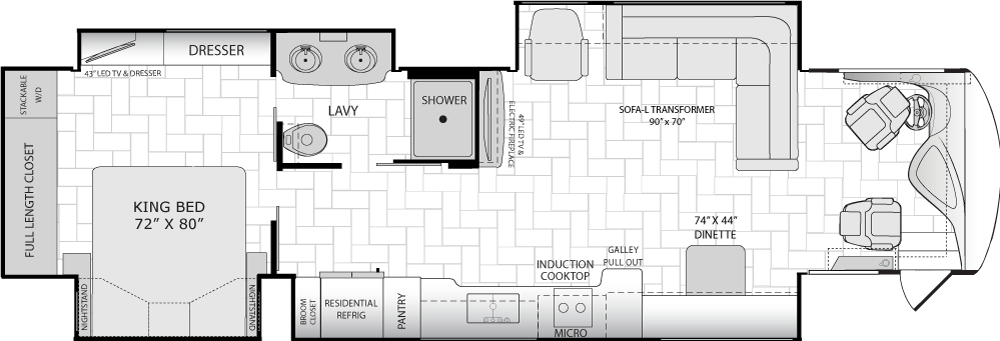 DRESSER
43" LED TV & DRESSER
STACKABLE
W/D
FULL LENGTH CLOSET
LAVY
SHOWER
49" LED TV &
ELECTRIC FIREPLACE
SOFA-L TRANSFORMER
90" x 70"
KING BED
72” X 80”
NIGHTSTAND
NIGHTSTAND
74" X 44"
DINETTE
GALLEY
PULL OUT
INDUCTION
COOKTOP
BROOM
CLOSET
RESIDENTIAL
REFRIG
PANTRY
MICRO